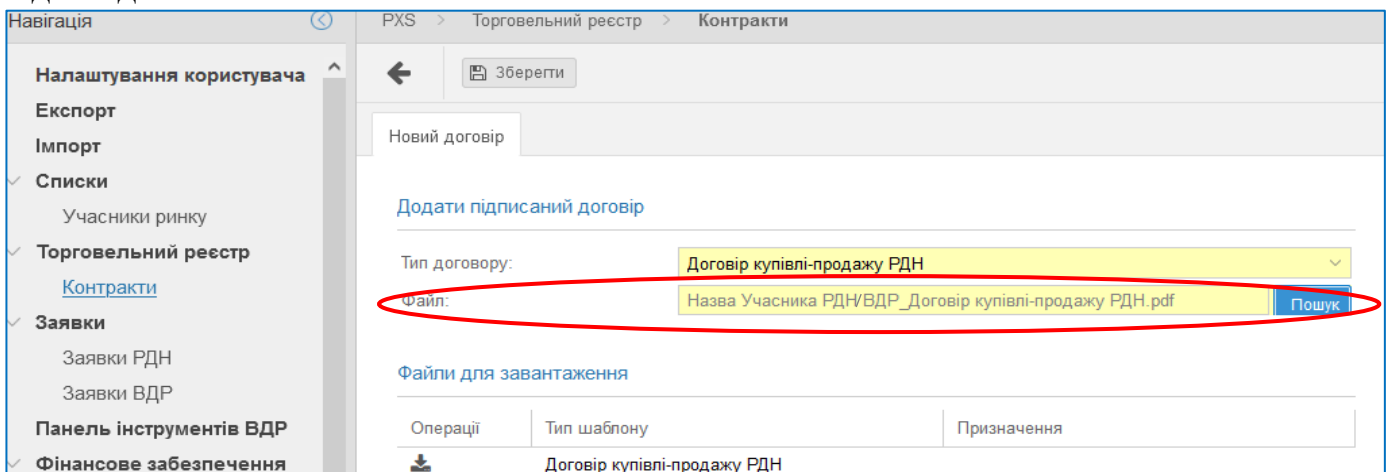 Навігація
PXS > Торговельний реєстр > Контракти
Налаштування користувача
Зберегти
Експорт
Новий договір
Імпорт
Списки
Учасники ринку
Додати підписаний договір
Торговельний реєстр
Тип договору: Договір купівлі-продажу РДН
Контракти
Файл: Назва Учасника РДН/ВДР_Договір купівлі-продажу РДН.pdf Пошук
Заявки
Заявки РДН
Файли для завантаження
Заявки ВДР
Панель інструментів ВДР
Операції Тип шаблону Призначення
Фінансове забезпечення
Договір купівлі-продажу РДН